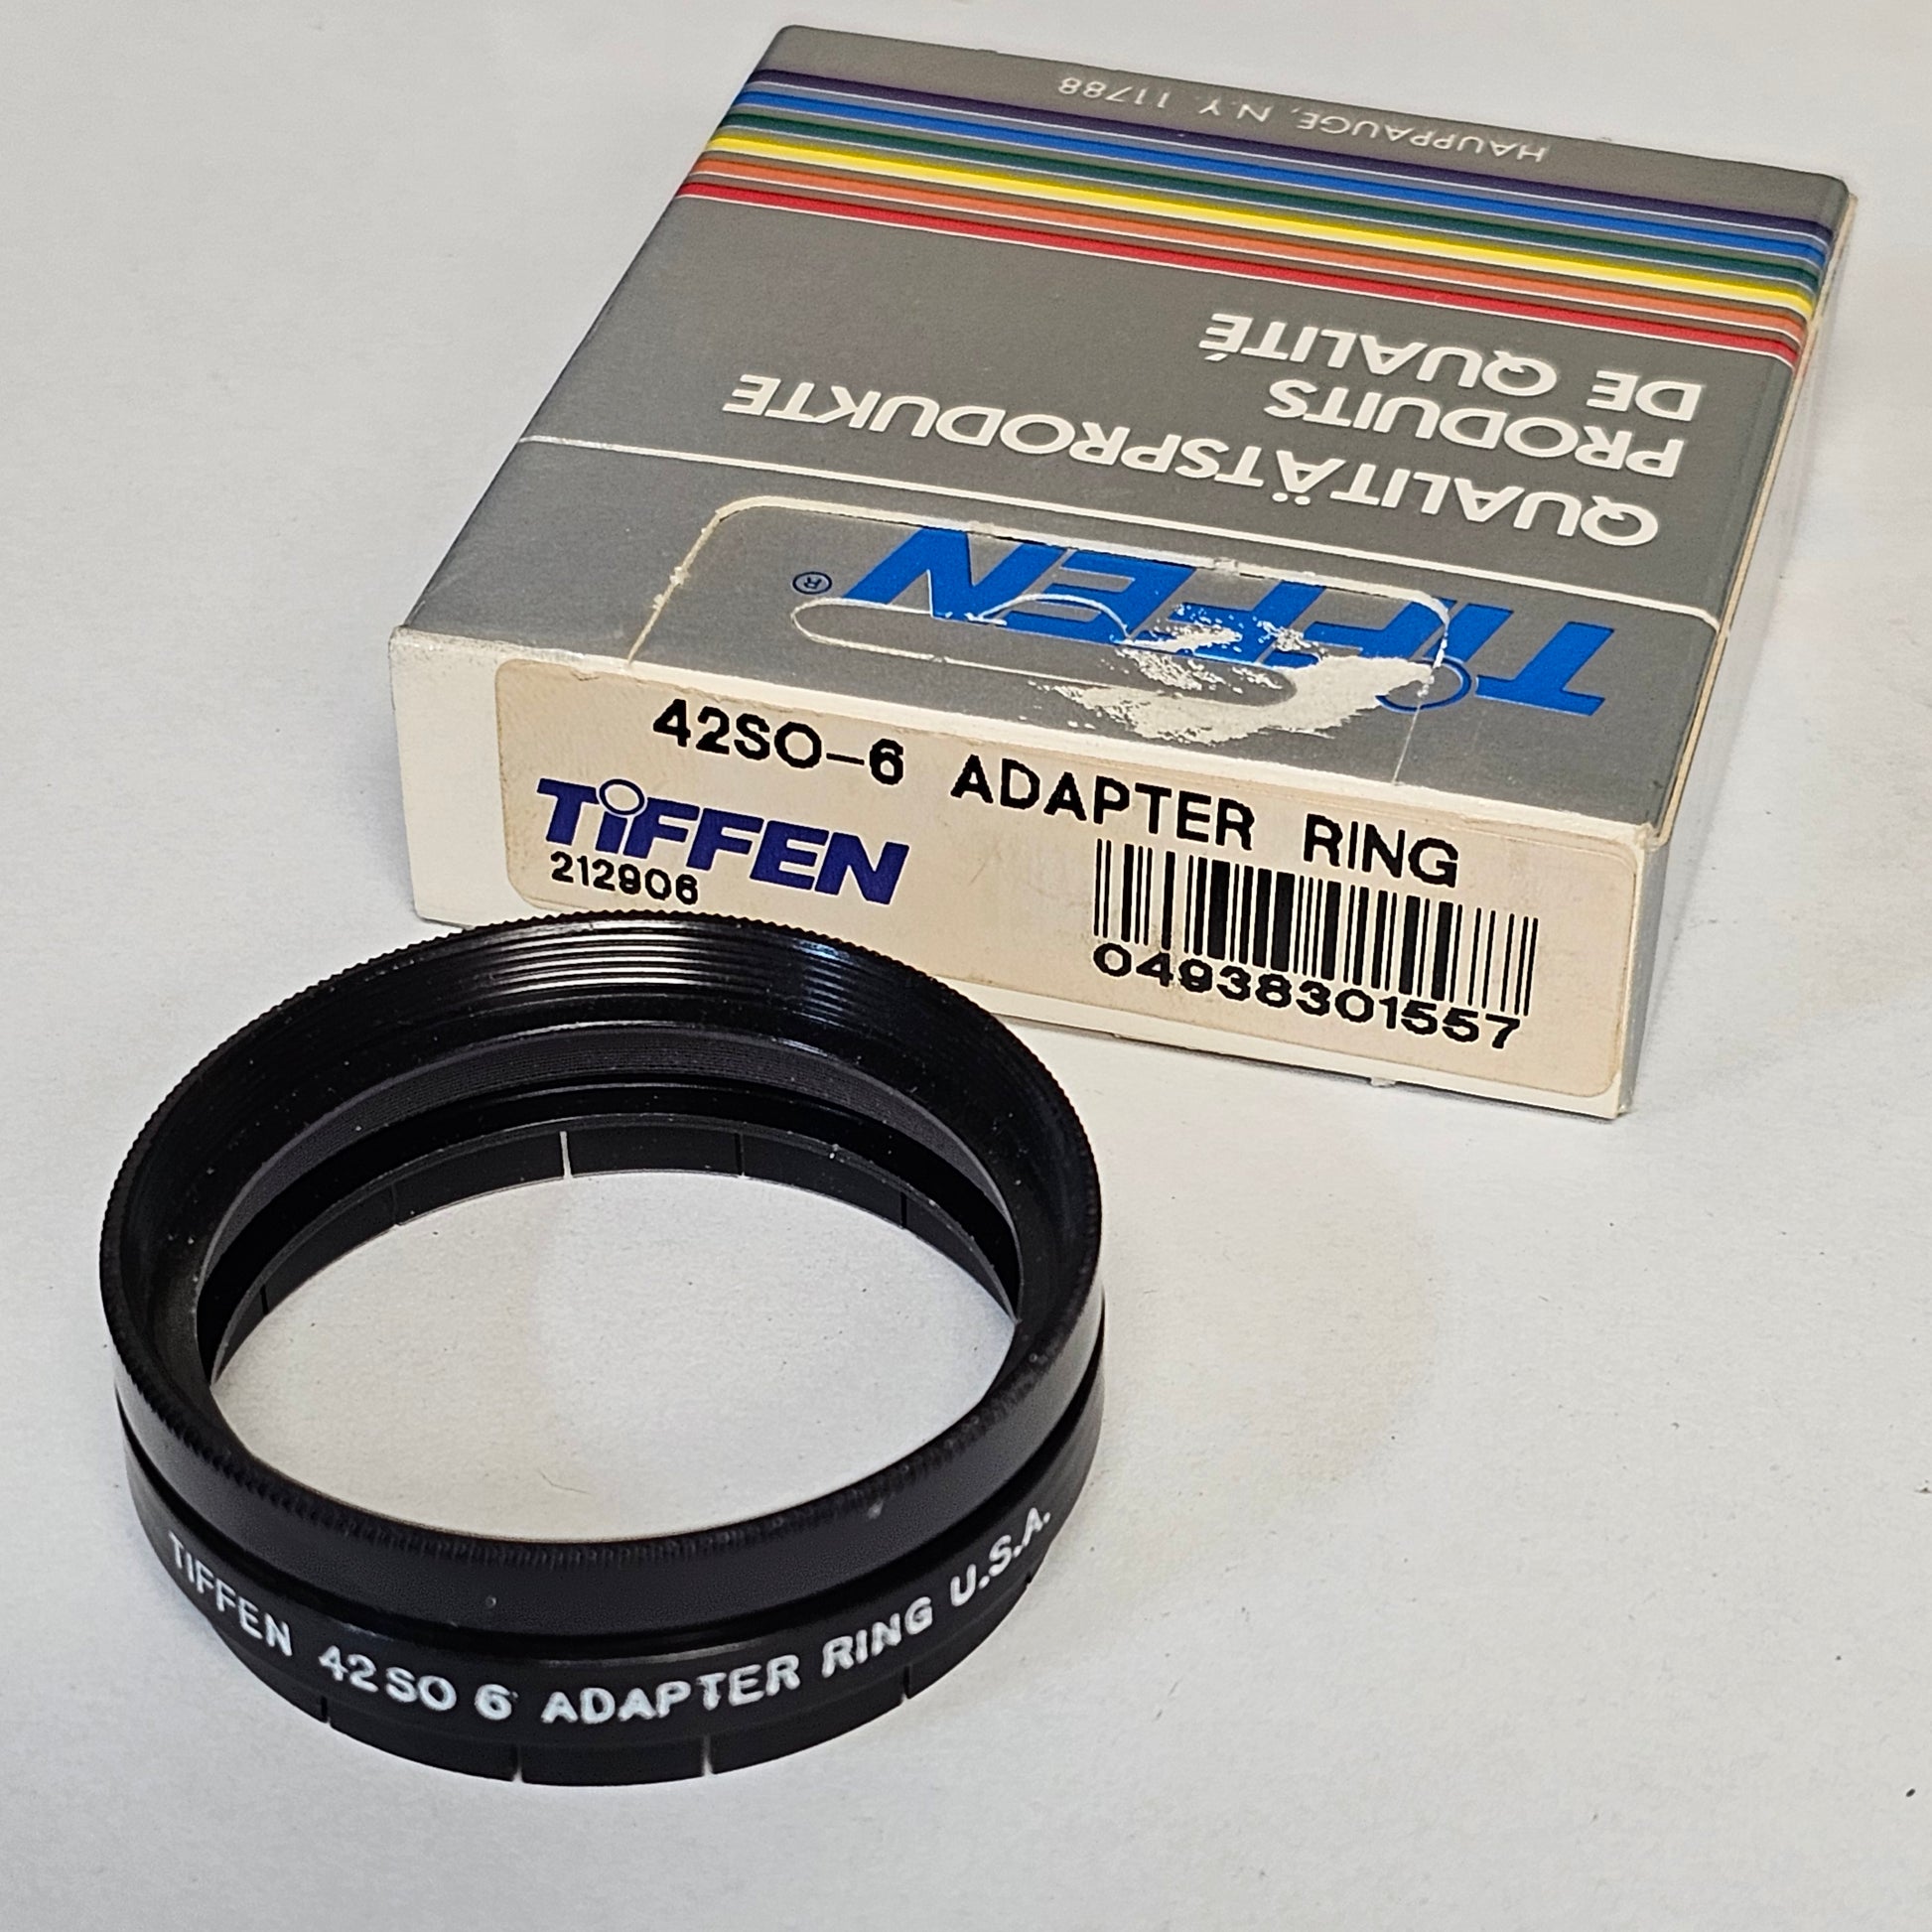 HAUPPAUGE, N.Y. 11788
TIFFEN®
QUALITÄTSPRODUKTE
PRODUITS
DE QUALITÉ
42SO-6 ADAPTER RING
TIFFEN
212906
04938301557
TIFFEN 42SO 6 ADAPTER RING U.S.A.